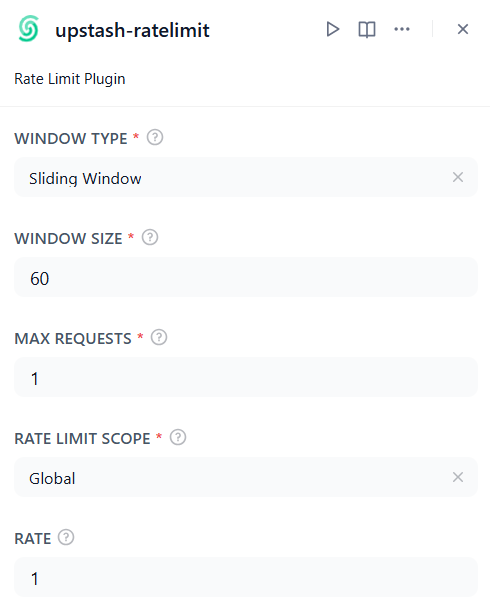 upstash-ratelimit
Rate Limit Plugin
WINDOW TYPE *
Sliding Window
WINDOW SIZE *
60
MAX REQUESTS *
1
RATE LIMIT SCOPE *
Global
RATE
1